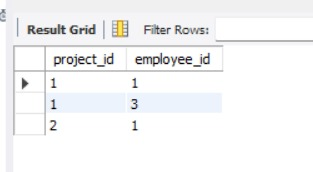 Result Grid Filter Rows:
project_id employee_id
1 1
1 3
2 1